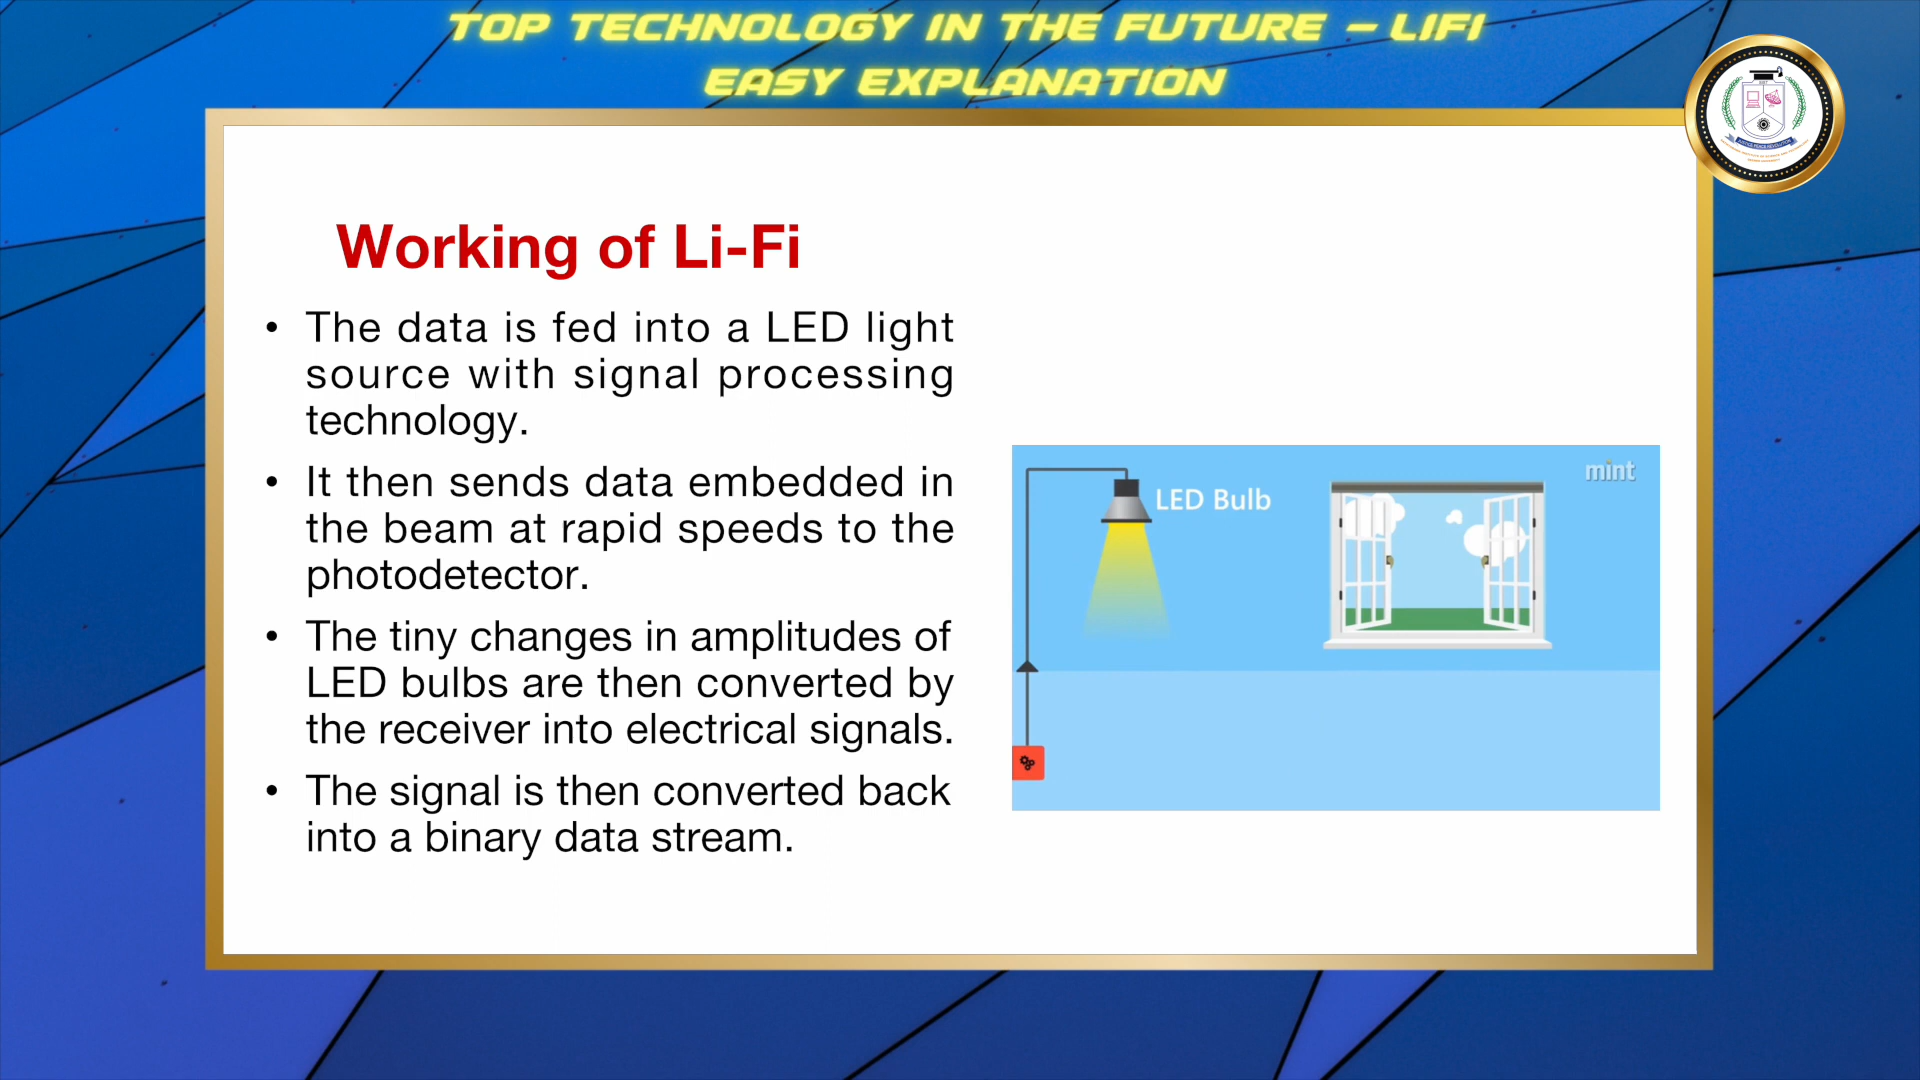 TOP TECHNOLOGY IN THE FUTURE – LIFI
EASY EXPLANATION
Working of Li-Fi
• The data is fed into a LED light
source with signal processing
technology.
• It then sends data embedded in
the beam at rapid speeds to the
photodetector.
• The tiny changes in amplitudes of
LED bulbs are then converted by
the receiver into electrical signals.
• The signal is then converted back
into a binary data stream.
mint
LED Bulb